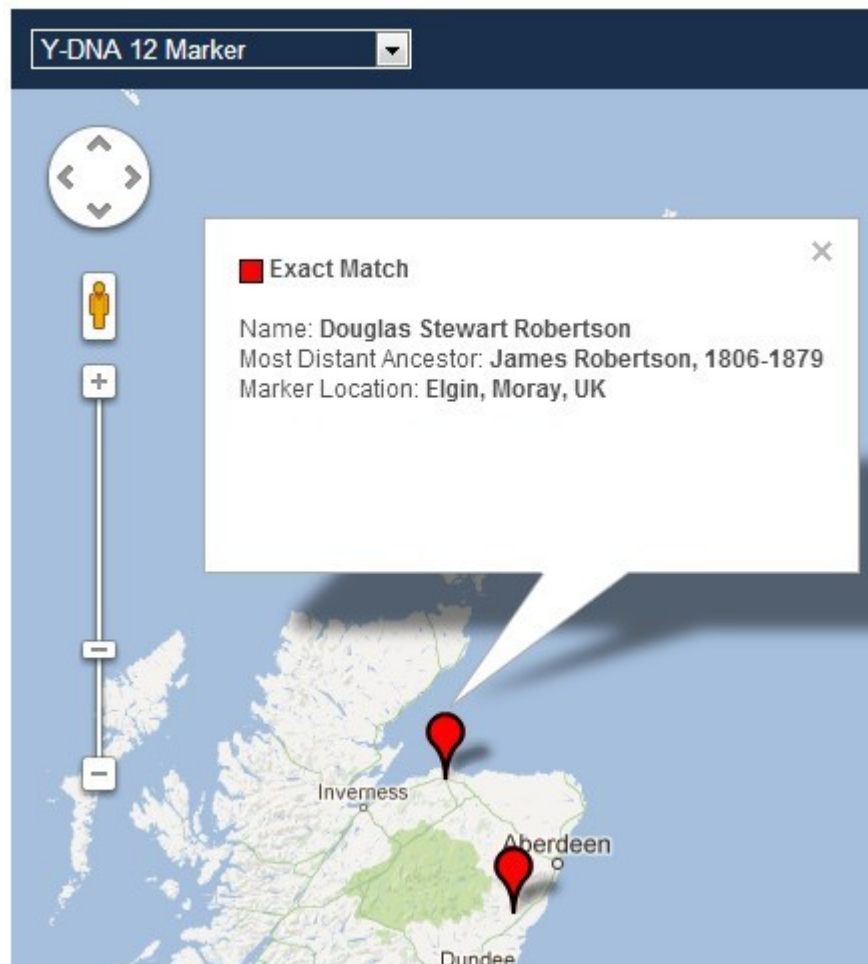 Y-DNA 12 Marker
Exact Match
Name: Douglas Stewart Robertson
Most Distant Ancestor: James Robertson, 1806-1879
Marker Location: Elgin, Moray, UK
Inverness
Aberdeen
Dundee